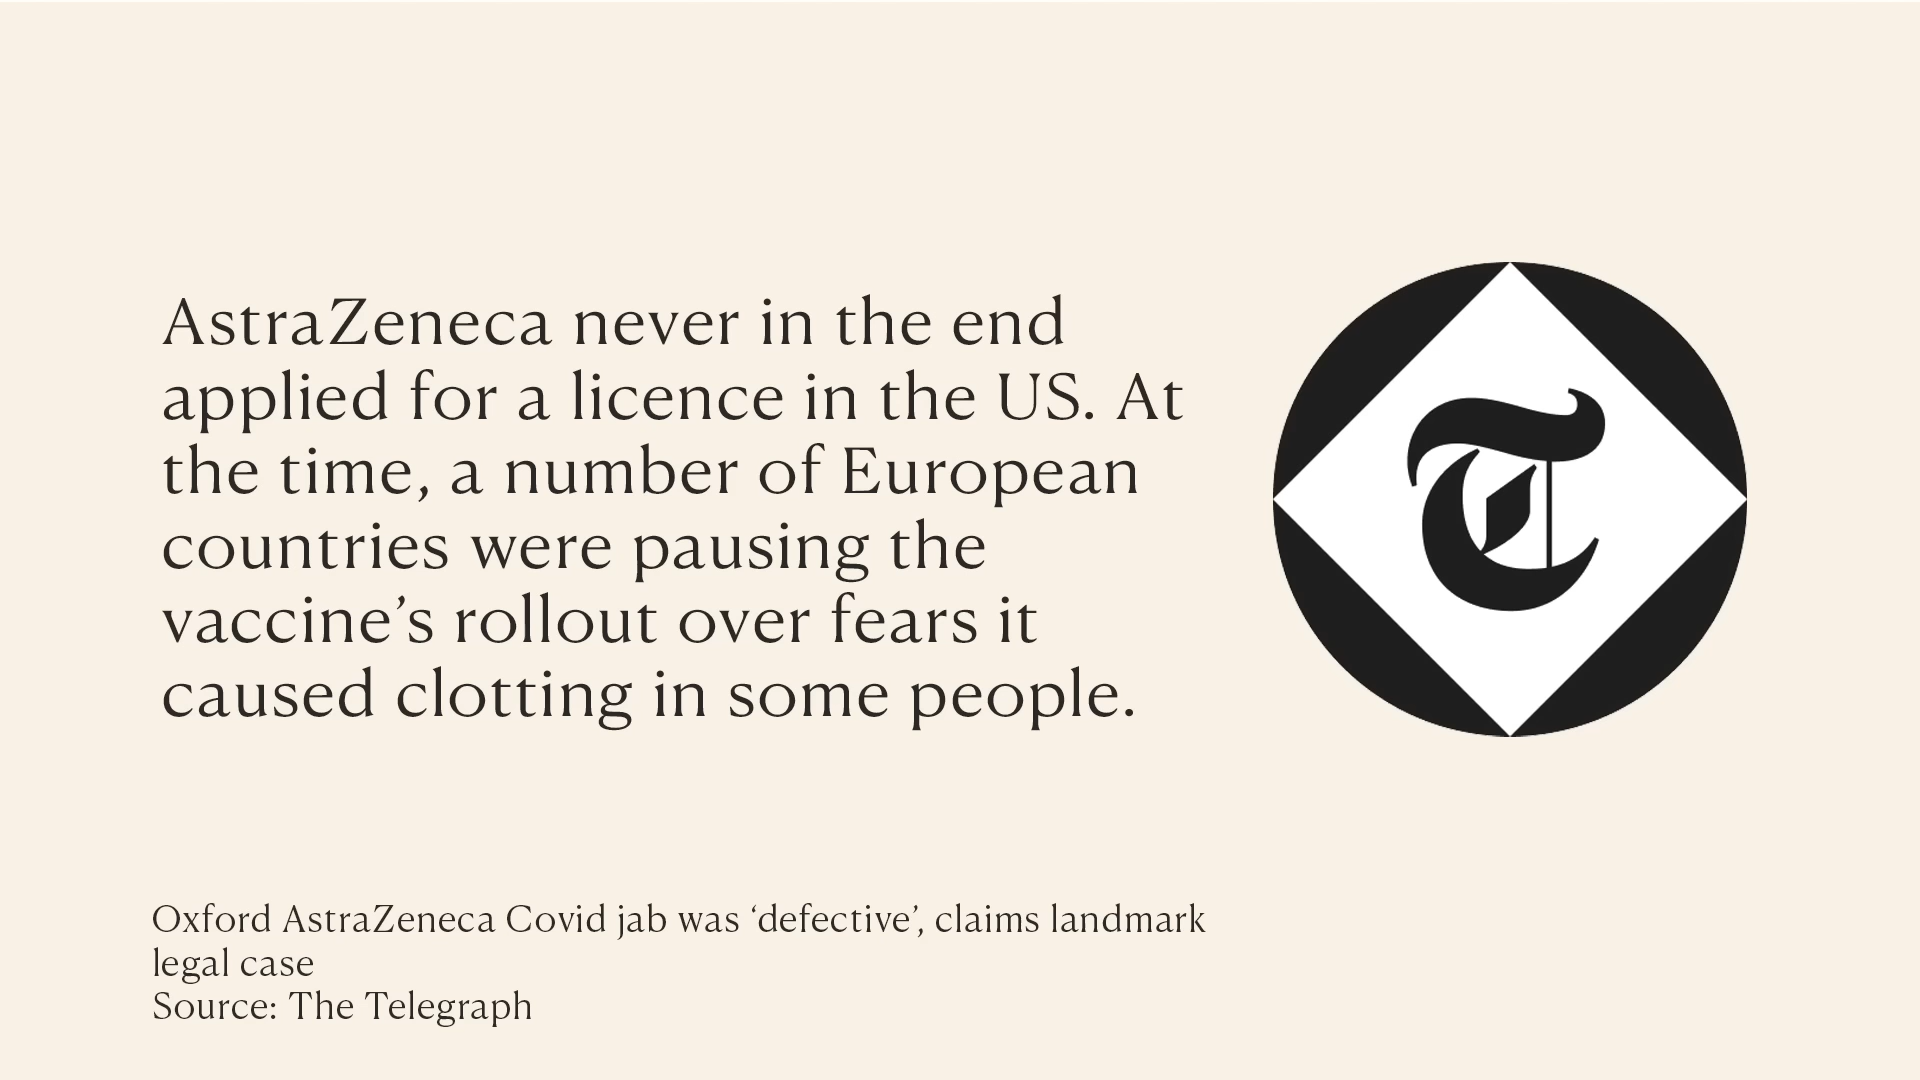 AstraZeneca never in the end
applied for a licence in the US. At
the time, a number of European
countries were pausing the
vaccine’s rollout over fears it
caused clotting in some people.
T
Oxford AstraZeneca Covid jab was ‘defective’, claims landmark
legal case
Source: The Telegraph